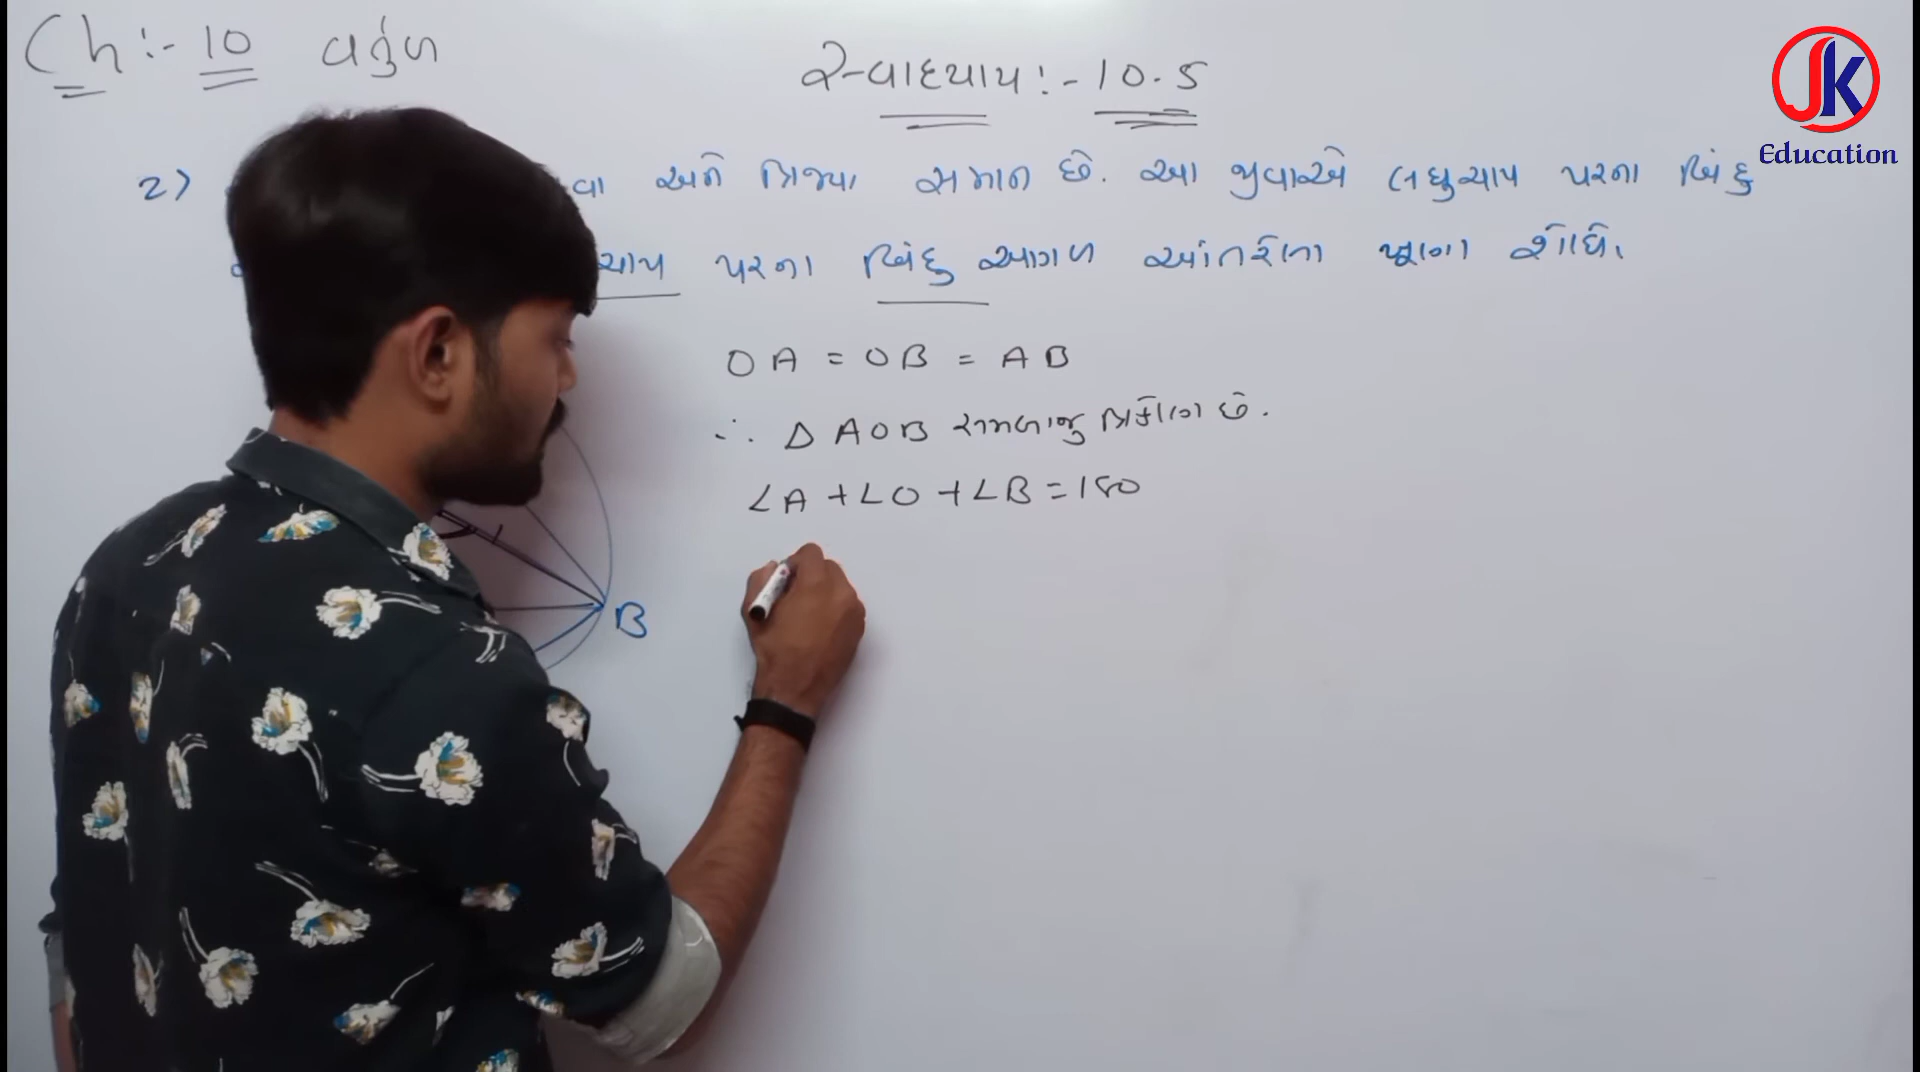 Ch :- 10 વર્તુળ
સ્વાધ્યાય :- 10.5
JK
Education
2) વા અને ત્રિજ્યા સમાન છે. આ જીવાએ લઘુચાપ પરના બિંદુ
ચાપ પરના બિંદુ આગળ આંતરેલા ખૂણા શોધો.
OA = OB = AB
∴ Δ AOB સમબાજુ ત્રિકોણ છે.
∠A + ∠O + ∠B = 180
B